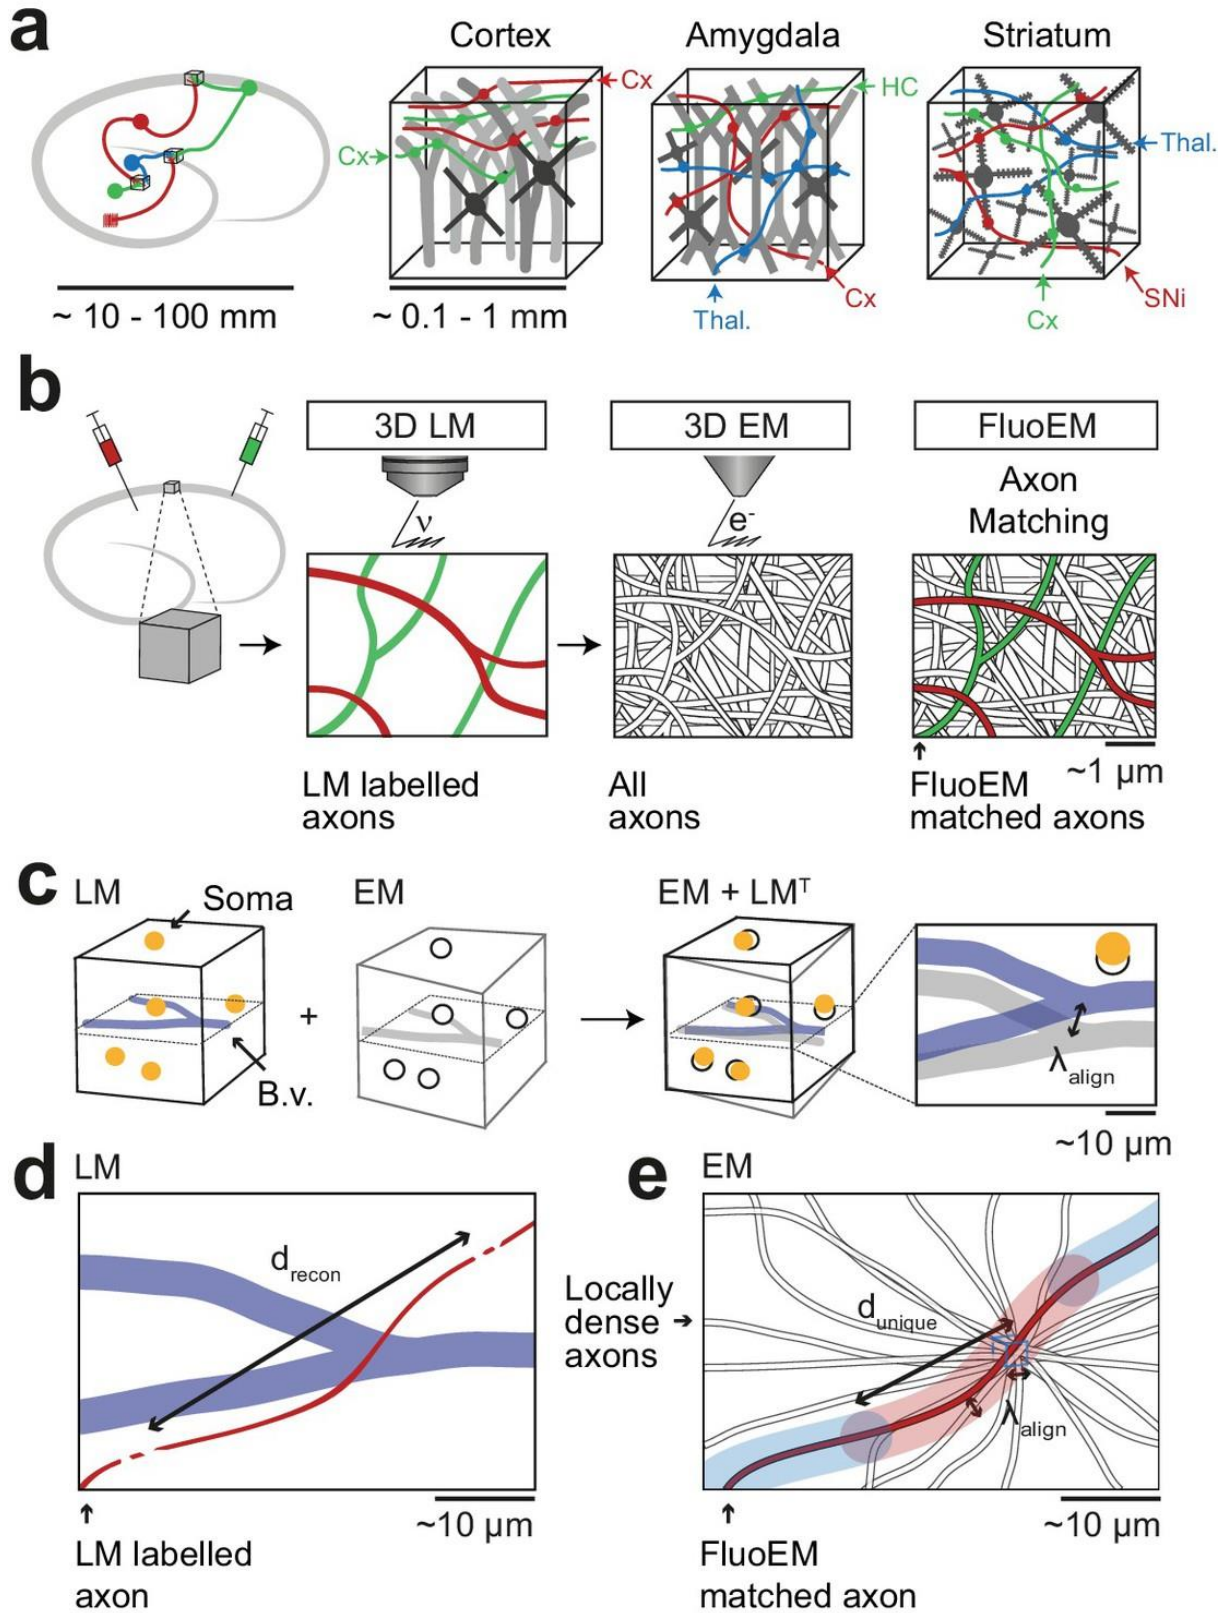 a
Cortex
Amygdala
Striatum
Cx
HC
Cx
Thal.
Cx
SNi
Thal.
Cx
~ 10 - 100 mm
~ 0.1 - 1 mm
b
3D LM
3D EM
FluoEM
Axon
Matching
ν
e-
~1 µm
LM labelled
axons
All
axons
FluoEM
matched axons
c
LM
Soma
EM
EM + LMᵀ
+
B.v.
λalign
~10 µm
d
LM
drecon
~10 µm
LM labelled
axon
e
EM
Locally
dense
axons
dunique
λalign
~10 µm
FluoEM
matched axon